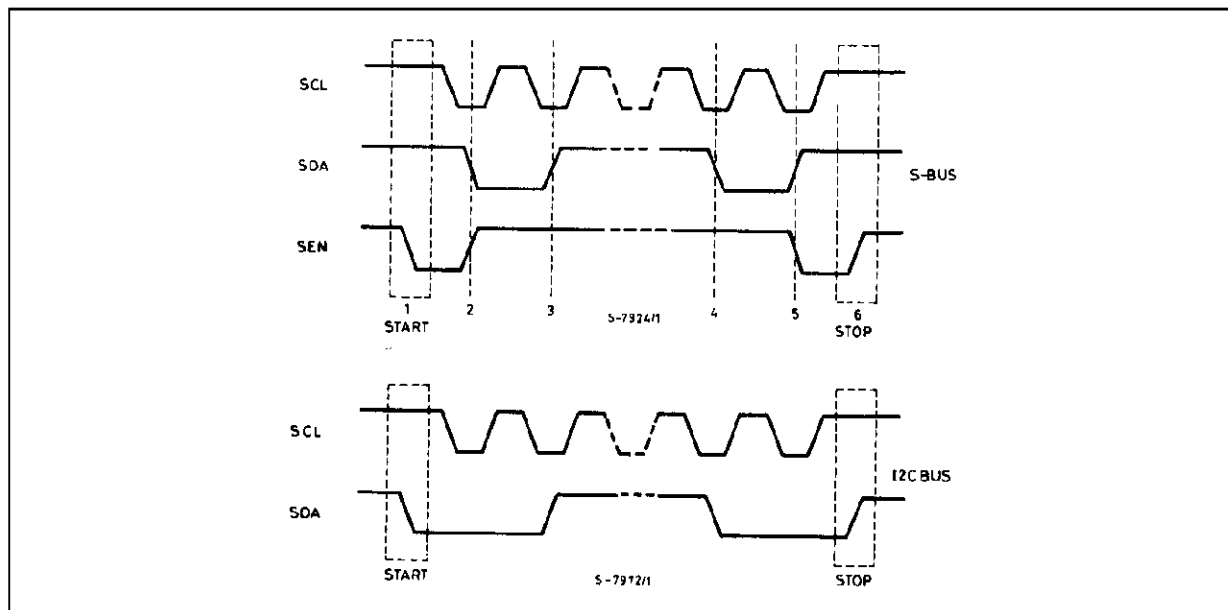 SCL
SDA
S-BUS
SEN
1 2 3 S-7924/1 4 5 6
START STOP
SCL
I2C BUS
SDA
START S-7972/1 STOP